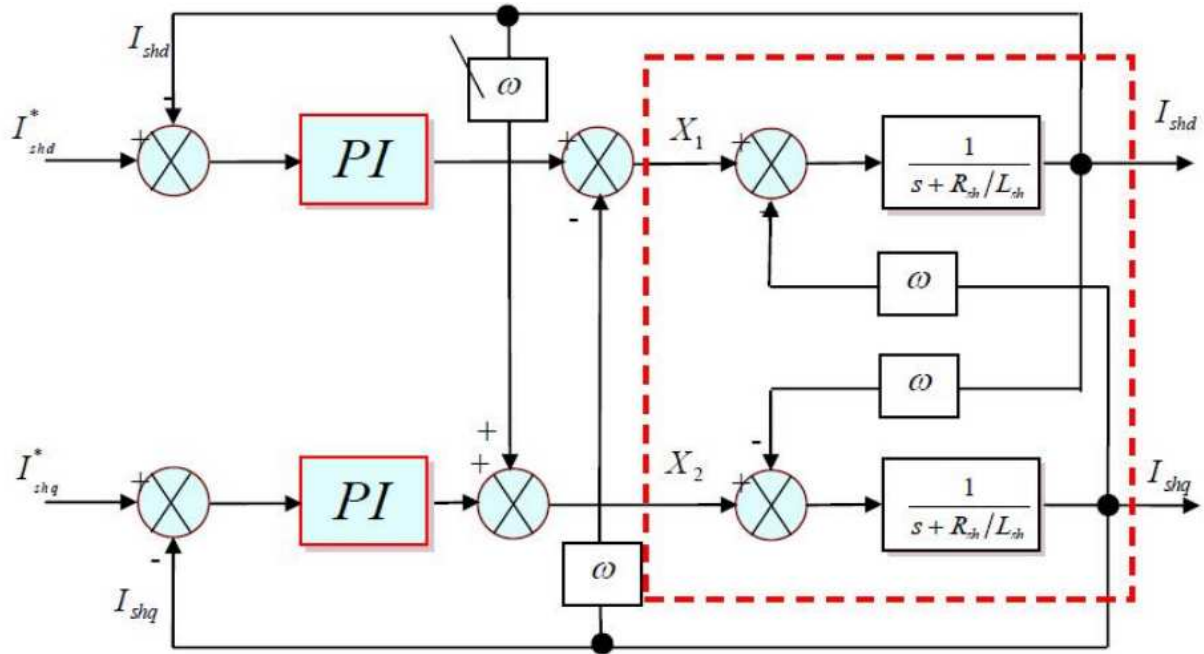 I_shd
ω
-
I*_shd
+
PI
+
-
X_1
+
+
1
s + R_sh/L_sh
I_shd
ω
ω
I*_shq
+
PI
+
+
X_2
-
+
1
s + R_sh/L_sh
I_shq
-
I_shq
ω